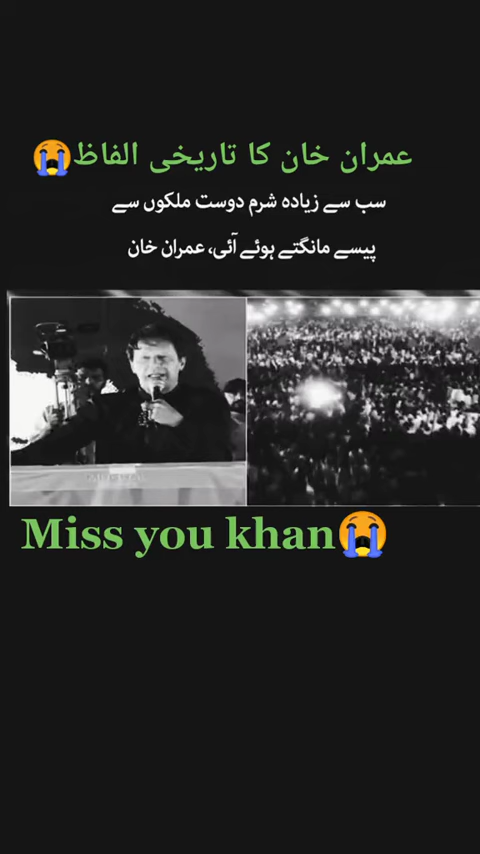 عمران خان کا تاریخی الفاظ😭
سب سے زیادہ شرم دوست ملکوں سے
پیسے مانگتے ہوئے آئی، عمران خان
Miss you khan😭